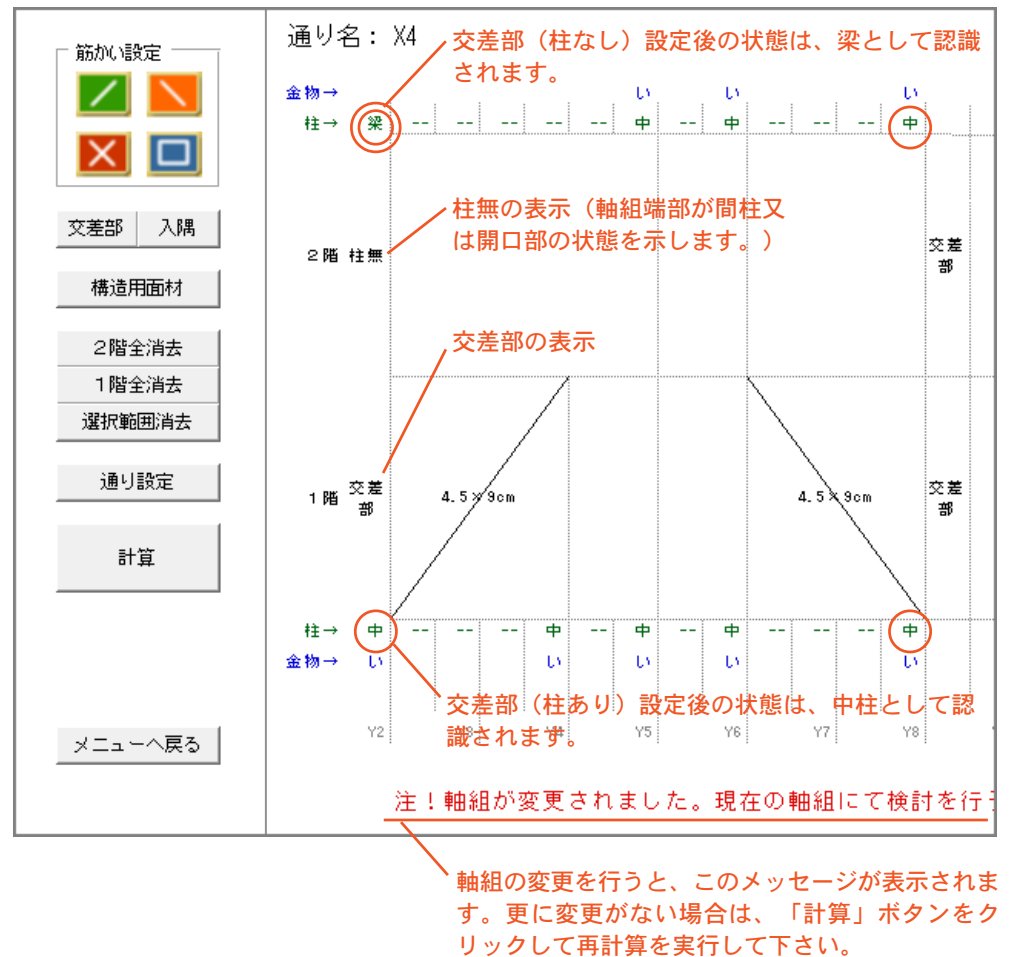 筋かい設定
交差部 入隅
構造用面材
２階全消去
１階全消去
選択範囲消去
通り設定
計算
メニューへ戻る
通り名： X4
交差部（柱なし）設定後の状態は、梁として認識
されます。
金物→ い い い
柱→ 梁 -- -- -- -- -- 中 -- 中 -- -- -- 中
柱無の表示（軸組端部が間柱又
は開口部の状態を示します。）
２階 柱無
交差
部
交差部の表示
１階 交差
部
4.5×9cm
4.5×9cm
交差
部
柱→ 中 -- -- -- 中 -- 中 -- 中 -- -- -- 中
金物→ い い い い い
交差部（柱あり）設定後の状態は、中柱として認
識されます。
Y2 Y3 Y4 Y5 Y6 Y7 Y8
注！軸組が変更されました。現在の軸組にて検討を行
軸組の変更を行うと、このメッセージが表示されま
す。更に変更がない場合は、「計算」ボタンをク
リックして再計算を実行して下さい。